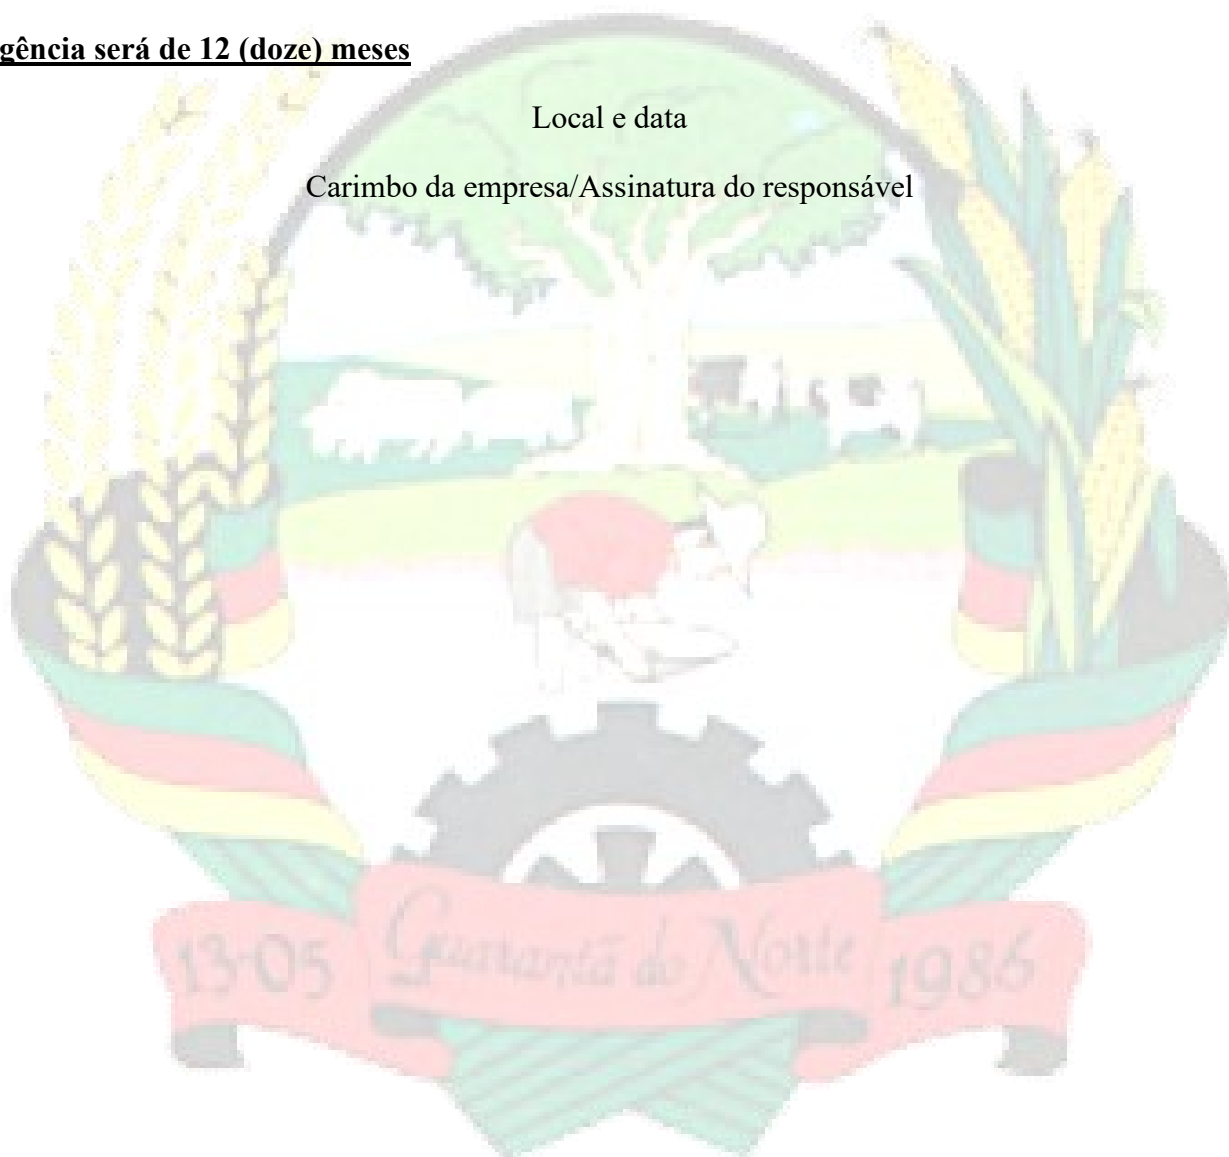 gência será de 12 (doze) meses
Local e data
Carimbo da empresa/Assinatura do responsável
13-05 Guarantã do Norte 1986